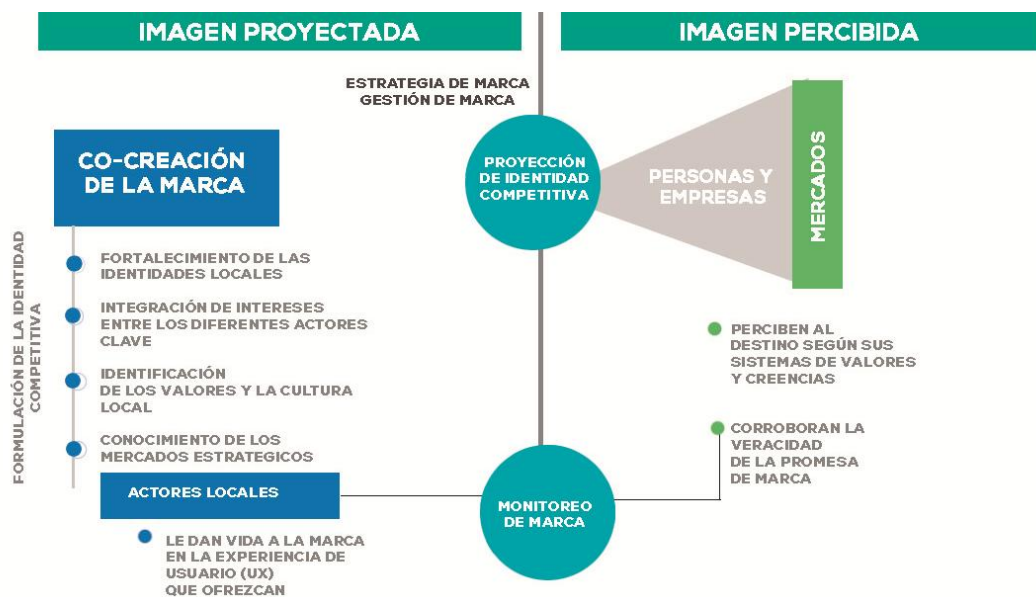 IMAGEN PROYECTADA
IMAGEN PERCIBIDA
ESTRATEGIA DE MARCA
GESTIÓN DE MARCA
CO-CREACIÓN
DE LA MARCA
PROYECCIÓN
DE IDENTIDAD
COMPETITIVA
PERSONAS Y
EMPRESAS
MERCADOS
FORMULACIÓN DE LA IDENTIDAD
COMPETITIVA
FORTALECIMIENTO DE LAS
IDENTIDADES LOCALES
INTEGRACIÓN DE INTERESES
ENTRE LOS DIFERENTES ACTORES
CLAVE
IDENTIFICACIÓN
DE LOS VALORES Y LA CULTURA
LOCAL
CONOCIMIENTO DE LOS
MERCADOS ESTRATEGICOS
ACTORES LOCALES
LE DAN VIDA A LA MARCA
EN LA EXPERIENCIA DE
USUARIO (UX)
QUE OFREZCAN
MONITOREO
DE MARCA
PERCIBEN AL
DESTINO SEGÚN SUS
SISTEMAS DE VALORES
Y CREENCIAS
CORROBORAN LA
VERACIDAD
DE LA PROMESA
DE MARCA